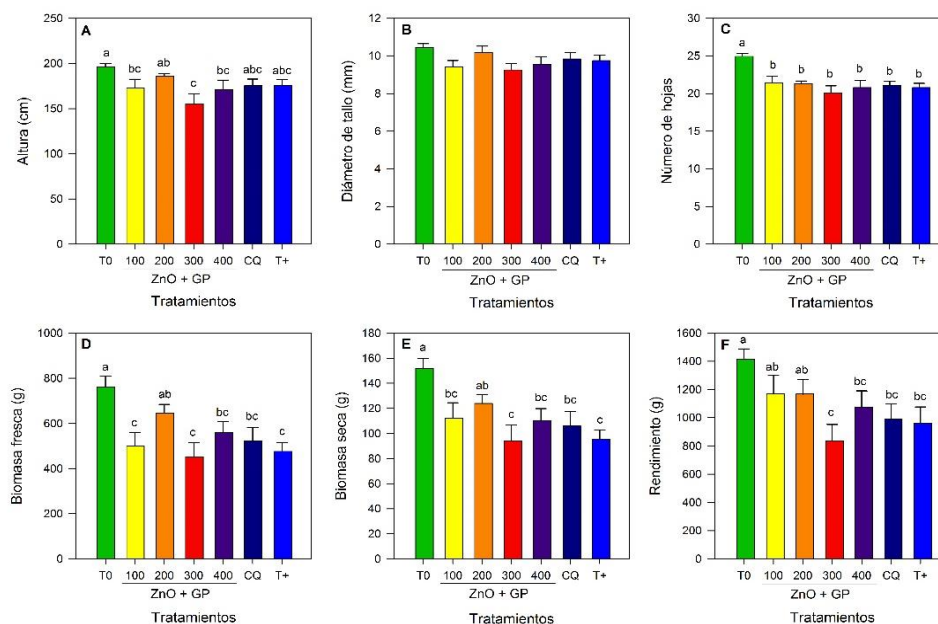 A
Altura (cm)
250
200
150
100
50
0
a
bc
ab
c
bc
abc
abc
T0 100 200 300 400 CQ T+
ZnO + GP
Tratamientos
B
Diámetro de tallo (mm)
12
10
8
6
4
2
0
T0 100 200 300 400 CQ T+
ZnO + GP
Tratamientos
C
Número de hojas
30
25
20
15
10
5
0
a
b
b
b
b
b
b
T0 100 200 300 400 CQ T+
ZnO + GP
Tratamientos
D
Biomasa fresca (g)
1000
800
600
400
200
0
a
c
ab
c
bc
bc
c
T0 100 200 300 400 CQ T+
ZnO + GP
Tratamientos
E
Biomasa seca (g)
180
160
140
120
100
80
60
40
20
0
a
bc
ab
c
bc
bc
c
T0 100 200 300 400 CQ T+
ZnO + GP
Tratamientos
F
Rendimiento (g)
1600
1400
1200
1000
800
600
400
200
0
a
ab
ab
c
bc
bc
bc
T0 100 200 300 400 CQ T+
ZnO + GP
Tratamientos